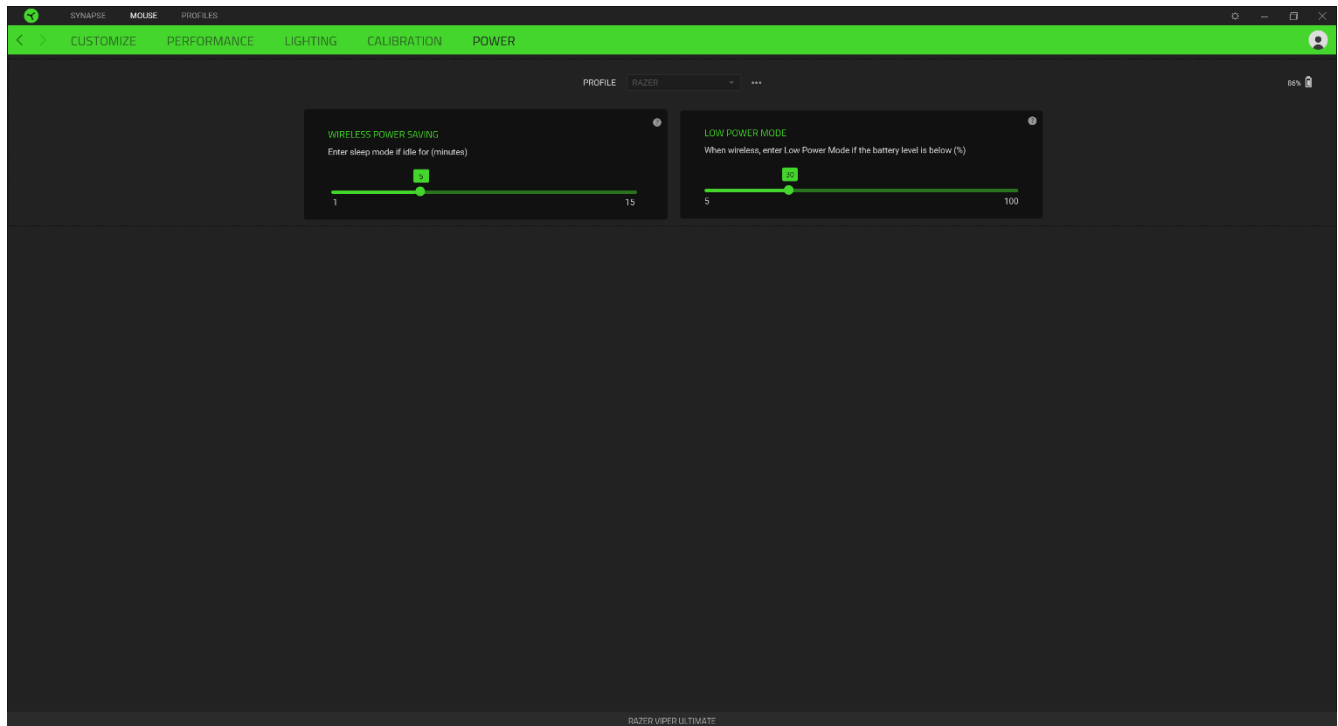 SYNAPSE MOUSE PROFILES
CUSTOMIZE PERFORMANCE LIGHTING CALIBRATION POWER
PROFILE RAZER
86%
WIRELESS POWER SAVING
Enter sleep mode if idle for (minutes)
5
1 15
LOW POWER MODE
When wireless, enter Low Power Mode if the battery level is below (%)
30
5 100
RAZER VIPER ULTIMATE